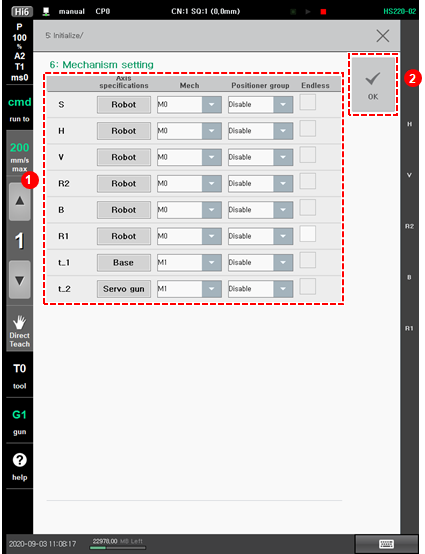 Hi6 manual CP0 CN:1 SQ:1 (0,0mm) HS220-02
P
100
%
A2
T1
ms0
5: Initialize/
6: Mechanism setting
Axis specifications Mech Positioner group Endless
S Robot M0 Disable
H Robot M0 Disable
V Robot M0 Disable
R2 Robot M0 Disable
B Robot M0 Disable
R1 Robot M0 Disable
t_1 Base M1 Disable
t_2 Servo gun M1 Disable
OK
2
cmd
run to
200
mm/s
max
1
1
Direct
Teach
T0
tool
G1
gun
?
help
H
V
R2
B
R1
2020-09-03 11:08:17 22970,00 MB Left